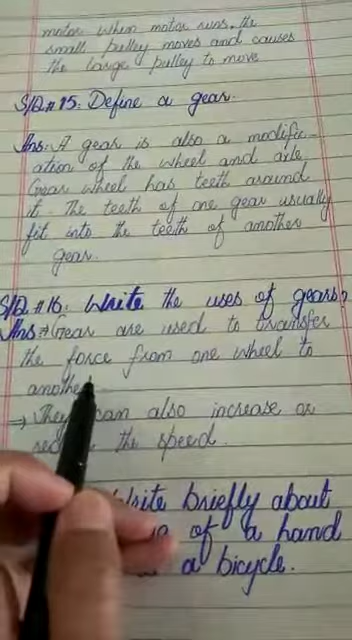 motor when motor runs. the
small pulley moves and causes
the large pulley to move
S/Q#15: Define a gear.
Ans: A gear is also a modific-
ation of the wheel and axle
Gear wheel has teeth around
it. The teeth of one gear usually
fit into the teeth of another
gear.
S/Q #16: Write the uses of gears?
Ans:→Gear are used to transfer
the force from one wheel to
another
→ They can also increase or
the speed.
Write briefly about
of a hand
a bicycle.